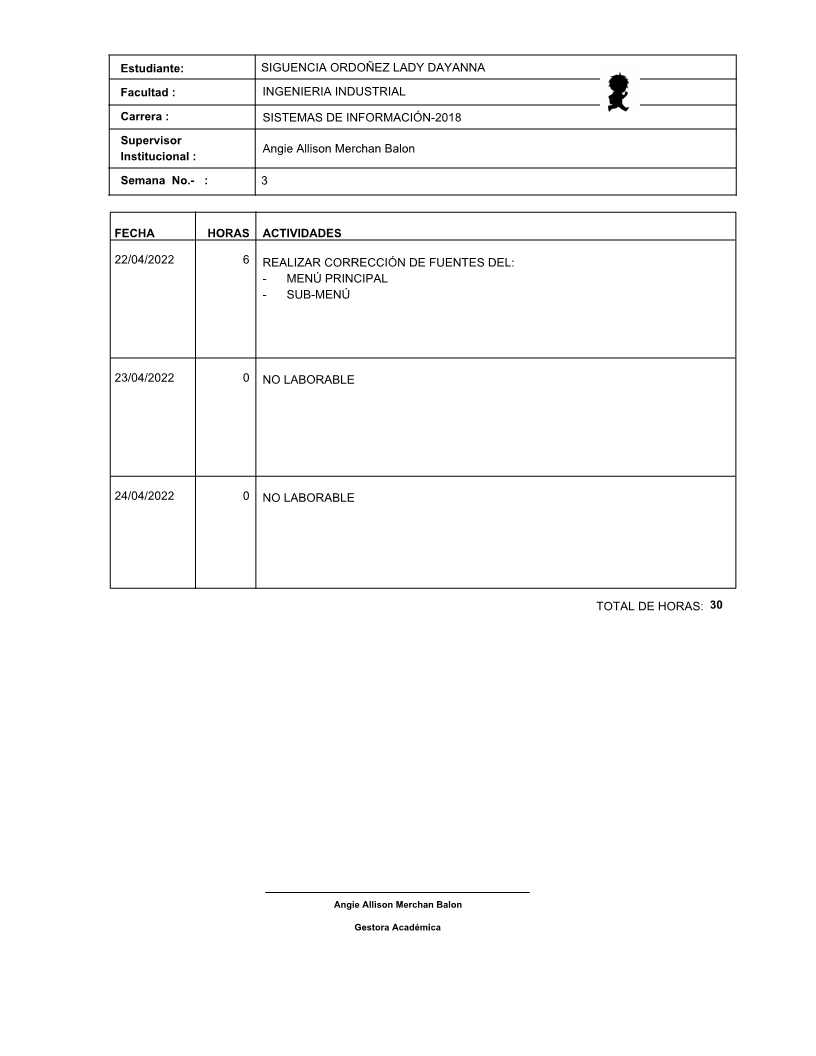 Estudiante: SIGUENCIA ORDOÑEZ LADY DAYANNA
Facultad : INGENIERIA INDUSTRIAL
Carrera : SISTEMAS DE INFORMACIÓN-2018
Supervisor
Institucional : Angie Allison Merchan Balon
Semana No.- : 3
FECHA HORAS ACTIVIDADES
22/04/2022 6 REALIZAR CORRECCIÓN DE FUENTES DEL:
- MENÚ PRINCIPAL
- SUB-MENÚ
23/04/2022 0 NO LABORABLE
24/04/2022 0 NO LABORABLE
TOTAL DE HORAS: 30
Angie Allison Merchan Balon
Gestora Académica